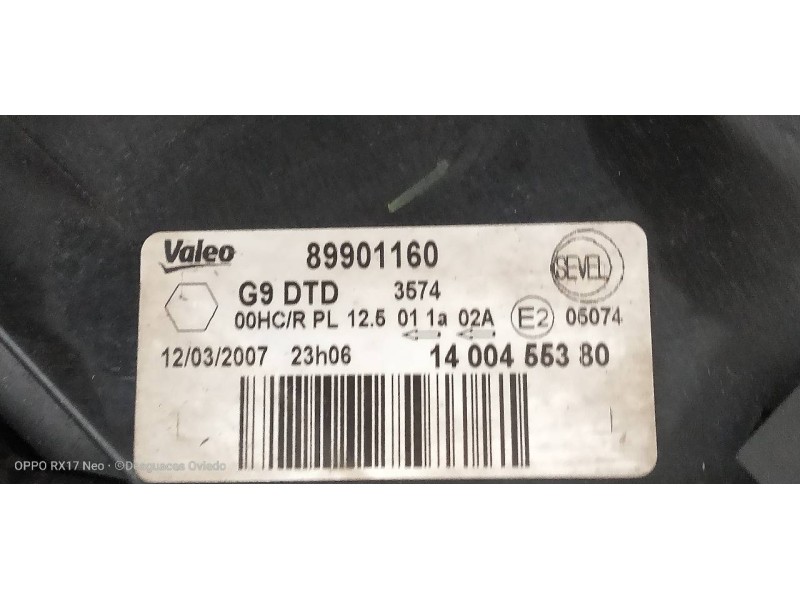 Valeo 89901160 SEVEL
G9 DTD 3574
00HC/R PL 12.5 01 1a 02A E2 05074
12/03/2007 23h06 14 004 553 80
OPPO RX17 Neo · ©Desguaces Oviedo